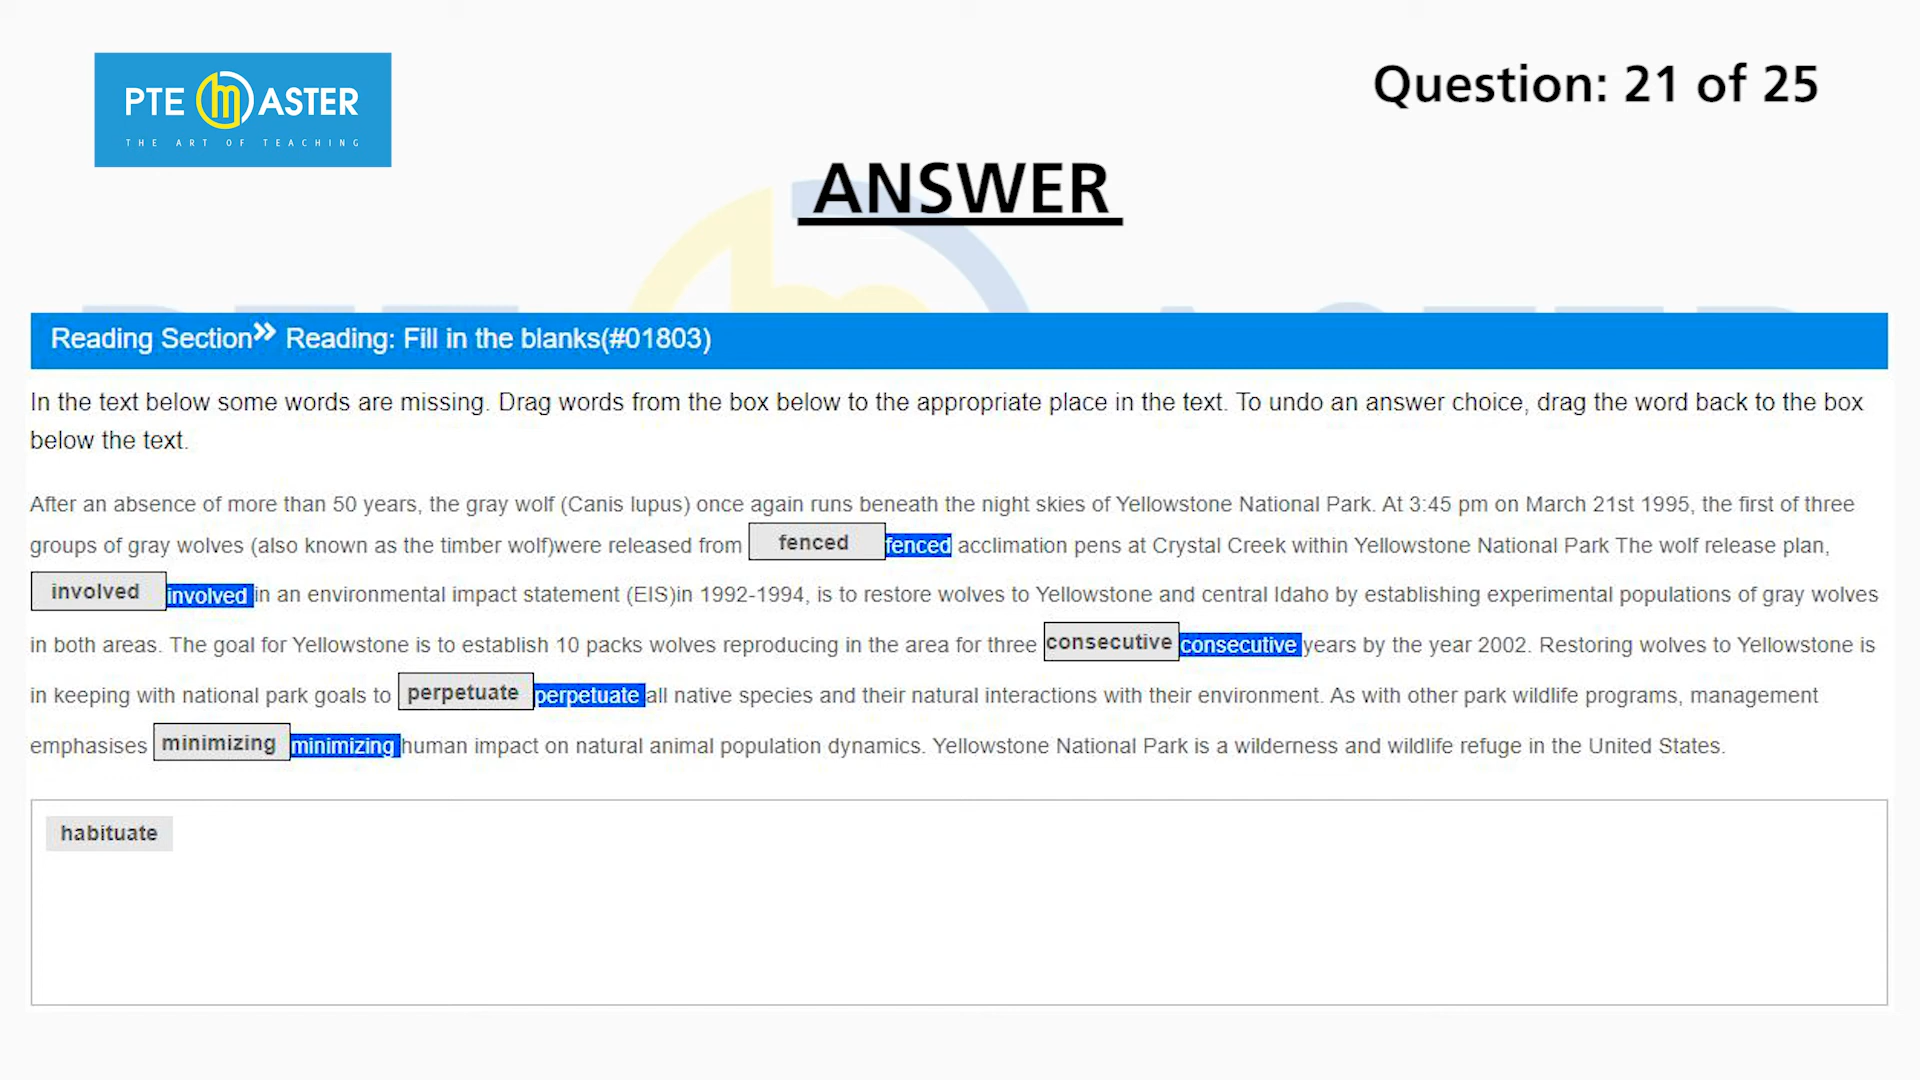 PTE MASTER
THE ART OF TEACHING
Question: 21 of 25
ANSWER
Reading Section» Reading: Fill in the blanks(#01803)
In the text below some words are missing. Drag words from the box below to the appropriate place in the text. To undo an answer choice, drag the word back to the box
below the text.
After an absence of more than 50 years, the gray wolf (Canis lupus) once again runs beneath the night skies of Yellowstone National Park. At 3:45 pm on March 21st 1995, the first of three
groups of gray wolves (also known as the timber wolf)were released from fenced fenced acclimation pens at Crystal Creek within Yellowstone National Park The wolf release plan,
involved involved in an environmental impact statement (EIS)in 1992-1994, is to restore wolves to Yellowstone and central Idaho by establishing experimental populations of gray wolves
in both areas. The goal for Yellowstone is to establish 10 packs wolves reproducing in the area for three consecutive consecutive years by the year 2002. Restoring wolves to Yellowstone is
in keeping with national park goals to perpetuate perpetuate all native species and their natural interactions with their environment. As with other park wildlife programs, management
emphasises minimizing minimizing human impact on natural animal population dynamics. Yellowstone National Park is a wilderness and wildlife refuge in the United States.
habituate